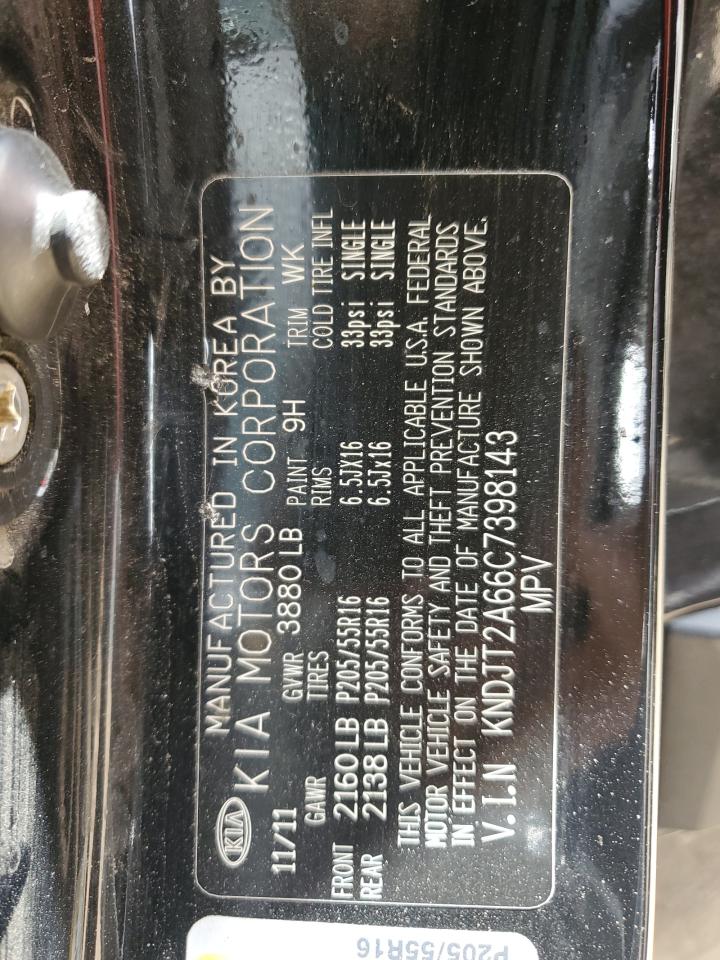 KIA
MANUFACTURED IN KOREA BY
KIA MOTORS CORPORATION
11/11 GVWR 3880 LB PAINT 9H TRIM WK
GAWR TIRES RIMS COLD TIRE INFL
FRONT 2160 LB P205/55R16 6.5JX16 33psi SINGLE
REAR 2138 LB P205/55R16 6.5Jx16 33psi SINGLE
THIS VEHICLE CONFORMS TO ALL APPLICABLE U.S.A. FEDERAL
MOTOR VEHICLE SAFETY AND THEFT PREVENTION STANDARDS
IN EFFECT ON THE DATE OF MANUFACTURE SHOWN ABOVE.
V.I.N KNDJT2A66C7398143
MPV
P205/55R16